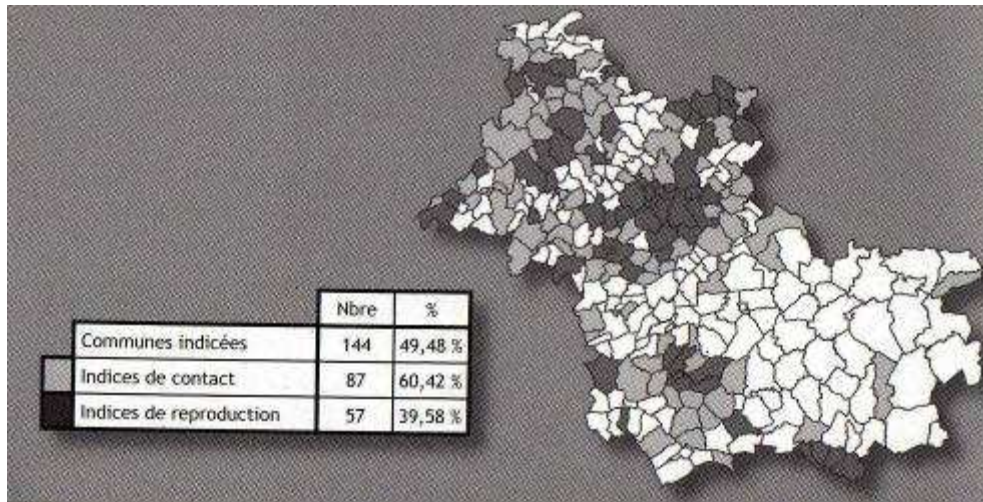 Nbre %
Communes indicées 144 49,48 %
Indices de contact 87 60,42 %
Indices de reproduction 57 39,58 %